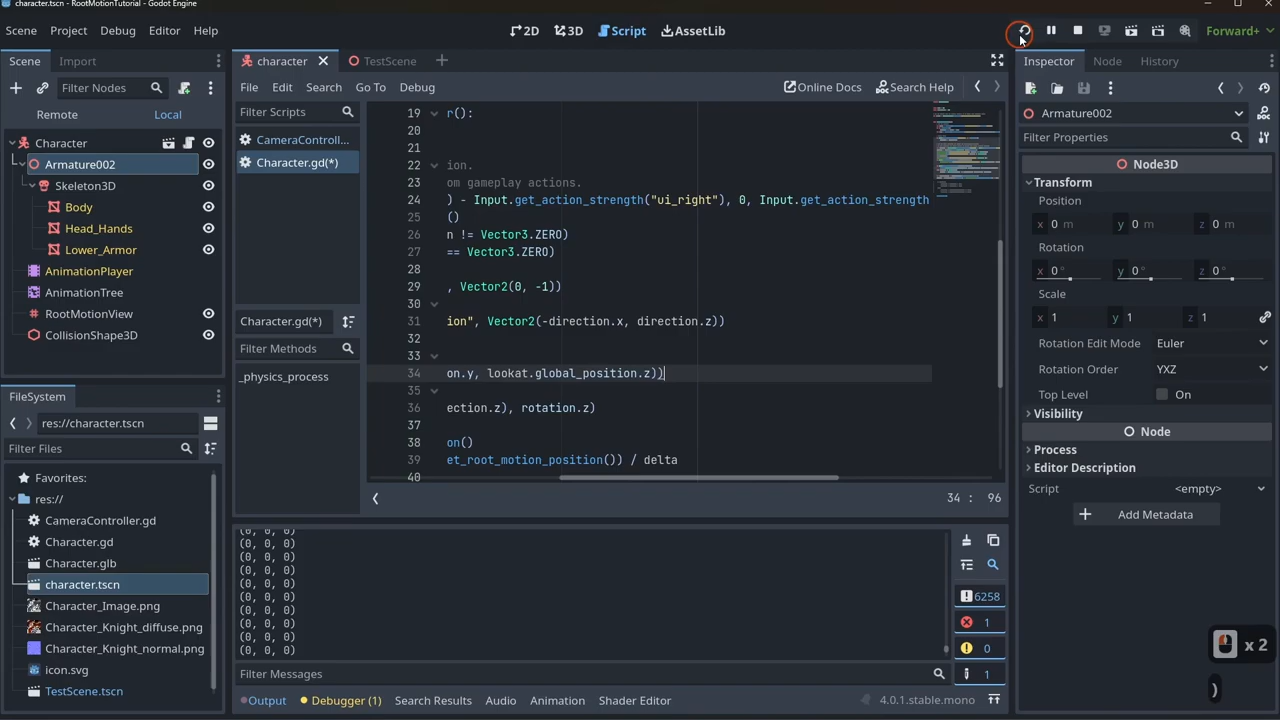 character.tscn - RootMotionTutorial - Godot Engine
Scene Project Debug Editor Help
2D 3D Script AssetLib
Forward+
Scene Import
Filter Nodes
Remote Local
Character
Armature002
Skeleton3D
Body
Head_Hands
Lower_Armor
AnimationPlayer
AnimationTree
RootMotionView
CollisionShape3D
FileSystem
res://character.tscn
Filter Files
Favorites:
res://
CameraController.gd
Character.gd
Character.glb
character.tscn
Character_Image.png
Character_Knight_diffuse.png
Character_Knight_normal.png
icon.svg
TestScene.tscn
character TestScene
File Edit Search Go To Debug
Online Docs Search Help
Filter Scripts
CameraControll...
Character.gd(*)
Character.gd(*)
Filter Methods
_physics_process
19 r():
20
21
22 ion.
23 om gameplay actions.
24 ) - Input.get_action_strength("ui_right"), 0, Input.get_action_strength
25 ()
26 n != Vector3.ZERO)
27 == Vector3.ZERO)
28
29 , Vector2(0, -1))
30
31 ion", Vector2(-direction.x, direction.z))
32
33
34 on.y, lookat.global_position.z))
35
36 ection.z), rotation.z)
37
38 on()
39 et_root_motion_position()) / delta
40
34 : 96
(0, 0, 0)
(0, 0, 0)
(0, 0, 0)
(0, 0, 0)
(0, 0, 0)
(0, 0, 0)
(0, 0, 0)
(0, 0, 0)
(0, 0, 0)
(0, 0, 0)
6258
1
0
1
Filter Messages
Output Debugger (1) Search Results Audio Animation Shader Editor
4.0.1.stable.mono
Inspector Node History
Armature002
Filter Properties
Node3D
Transform
Position
x 0 m y 0 m z 0 m
Rotation
x 0 ° y 0 ° z 0 °
Scale
x 1 y 1 z 1
Rotation Edit Mode Euler
Rotation Order YXZ
Top Level On
Visibility
Node
Process
Editor Description
Script <empty>
Add Metadata
x 2
)